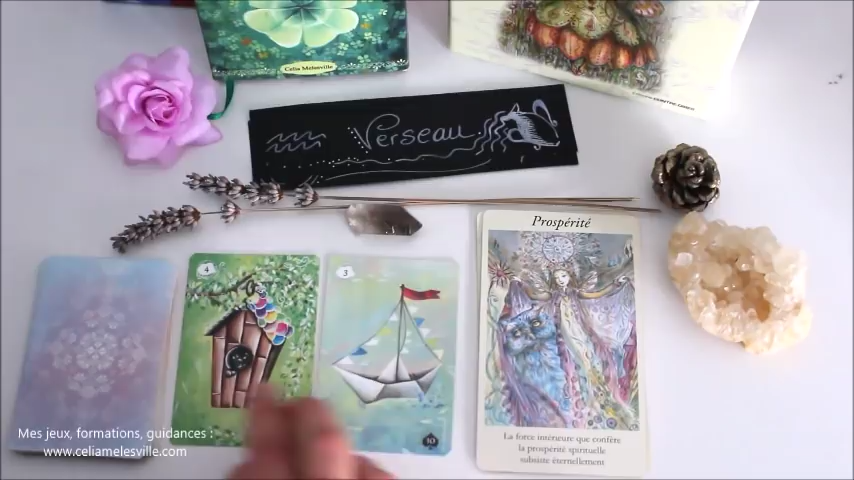 Celia Melesville
Verseau
4
3
10
Prospérité
La force intérieure que confère
la prospérité spirituelle
subsiste éternellement
Mes jeux, formations, guidances :
www.celiamelesville.com